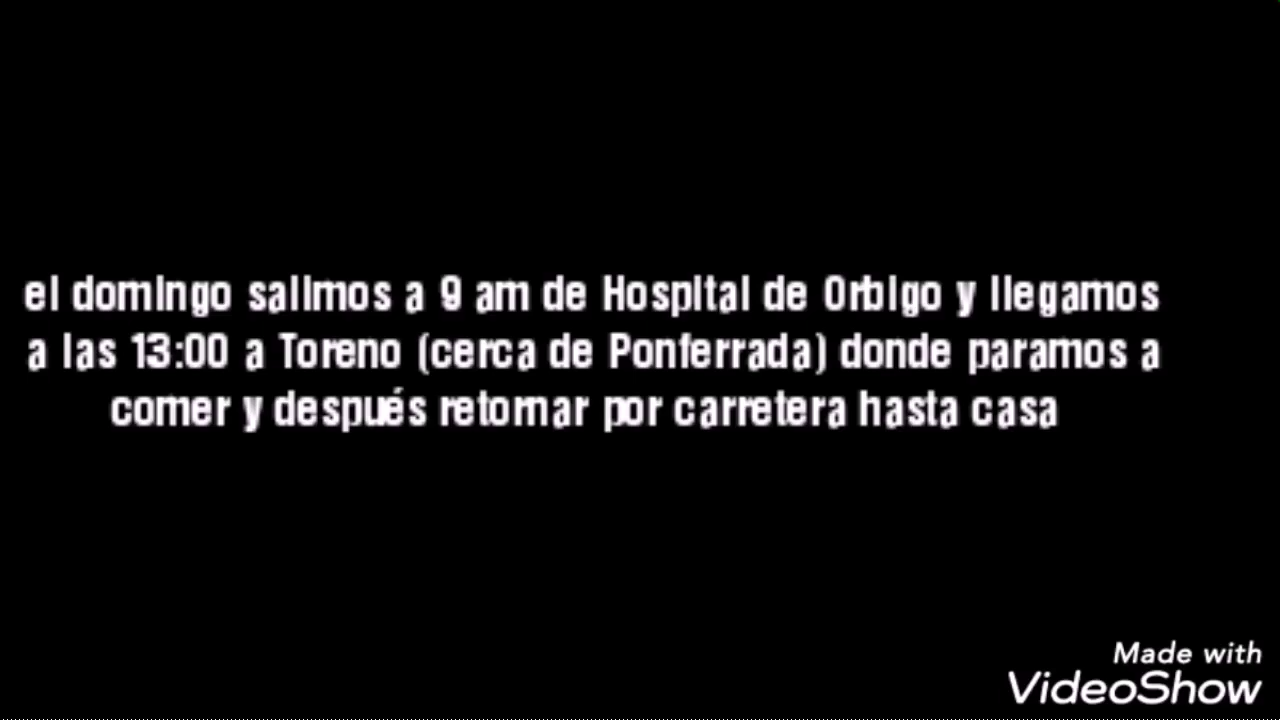 el domingo salimos a 9 am de Hospital de Orbigo y llegamos
a las 13:00 a Toreno (cerca de Ponferrada) donde paramos a
comer y después retornar por carretera hasta casa
Made with
VideoShow